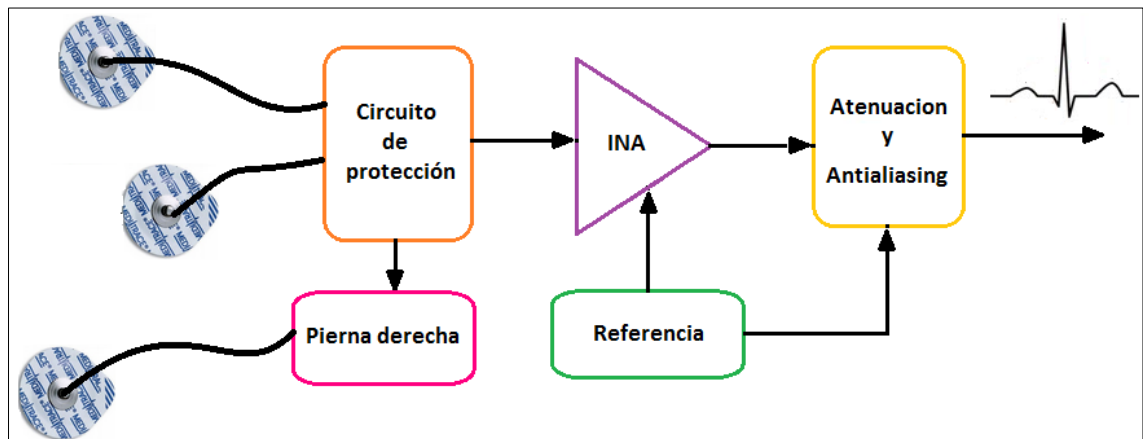 Circuito
de
protección
INA
Atenuacion
y
Antialiasing
Pierna derecha
Referencia